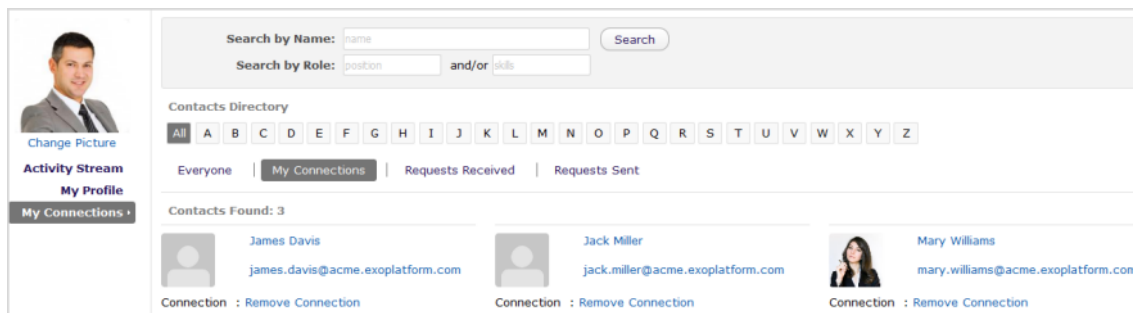 Search by Name: name Search
Search by Role: position and/or skills
Contacts Directory
All A B C D E F G H I J K L M N O P Q R S T U V W X Y Z
Change Picture
Activity Stream
My Profile
My Connections
Everyone | My Connections | Requests Received | Requests Sent
Contacts Found: 3
James Davis
james.davis@acme.exoplatform.com
Connection : Remove Connection
Jack Miller
jack.miller@acme.exoplatform.com
Connection : Remove Connection
Mary Williams
mary.williams@acme.exoplatform.com
Connection : Remove Connection